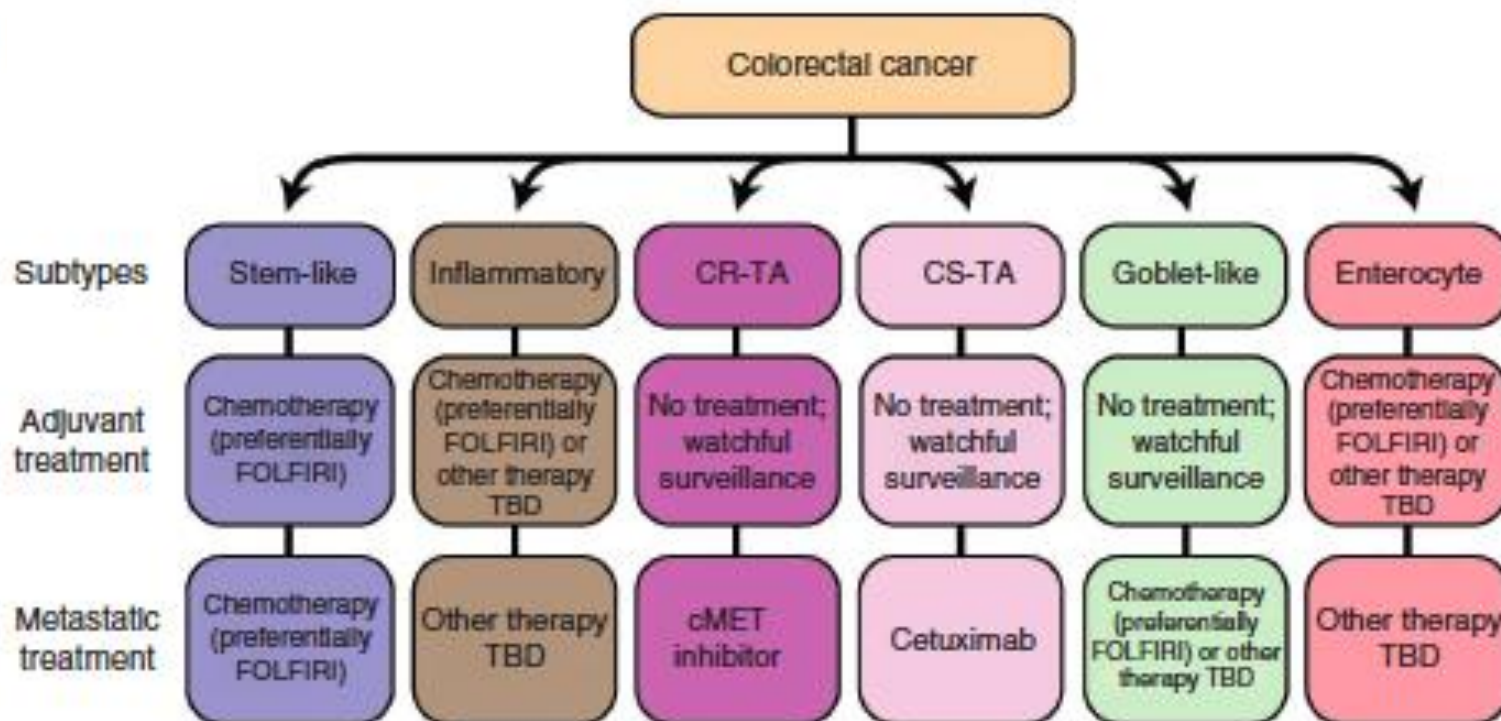 Colorectal cancer
Subtypes
Stem-like
Inflammatory
CR-TA
CS-TA
Goblet-like
Enterocyte
Adjuvant
treatment
Chemotherapy
(preferentially
FOLFIRI)
Chemotherapy
(preferentially
FOLFIRI) or
other therapy
TBD
No treatment;
watchful
surveillance
No treatment;
watchful
surveillance
No treatment;
watchful
surveillance
Chemotherapy
(preferentially
FOLFIRI) or
other therapy
TBD
Metastatic
treatment
Chemotherapy
(preferentially
FOLFIRI)
Other therapy
TBD
cMET
inhibitor
Cetuximab
Chemotherapy
(preferentially
FOLFIRI) or other
therapy TBD
Other therapy
TBD